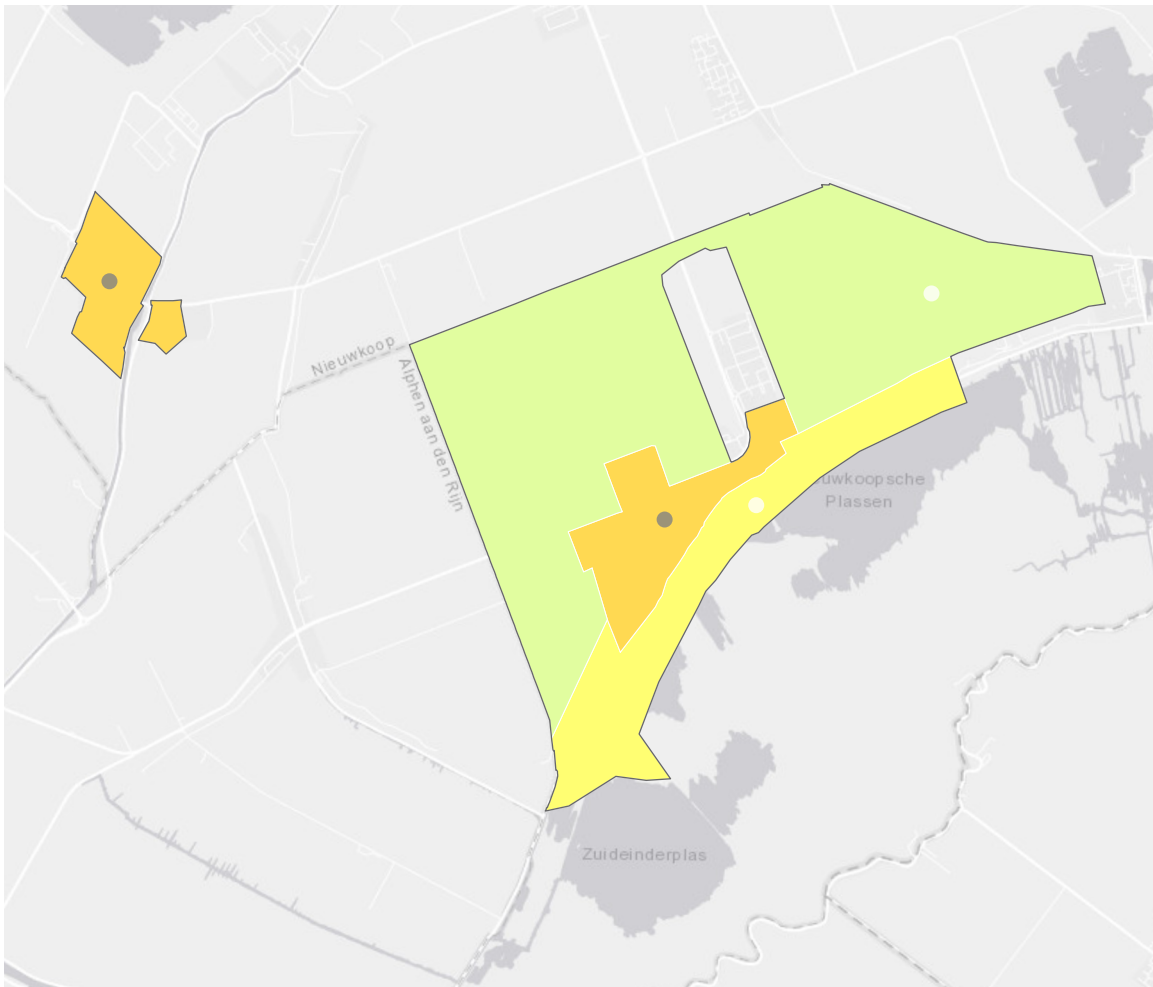 Nieuwkoop
Alphen aan den Rijn
uwkoopsche
Plassen
Zuideinderplas